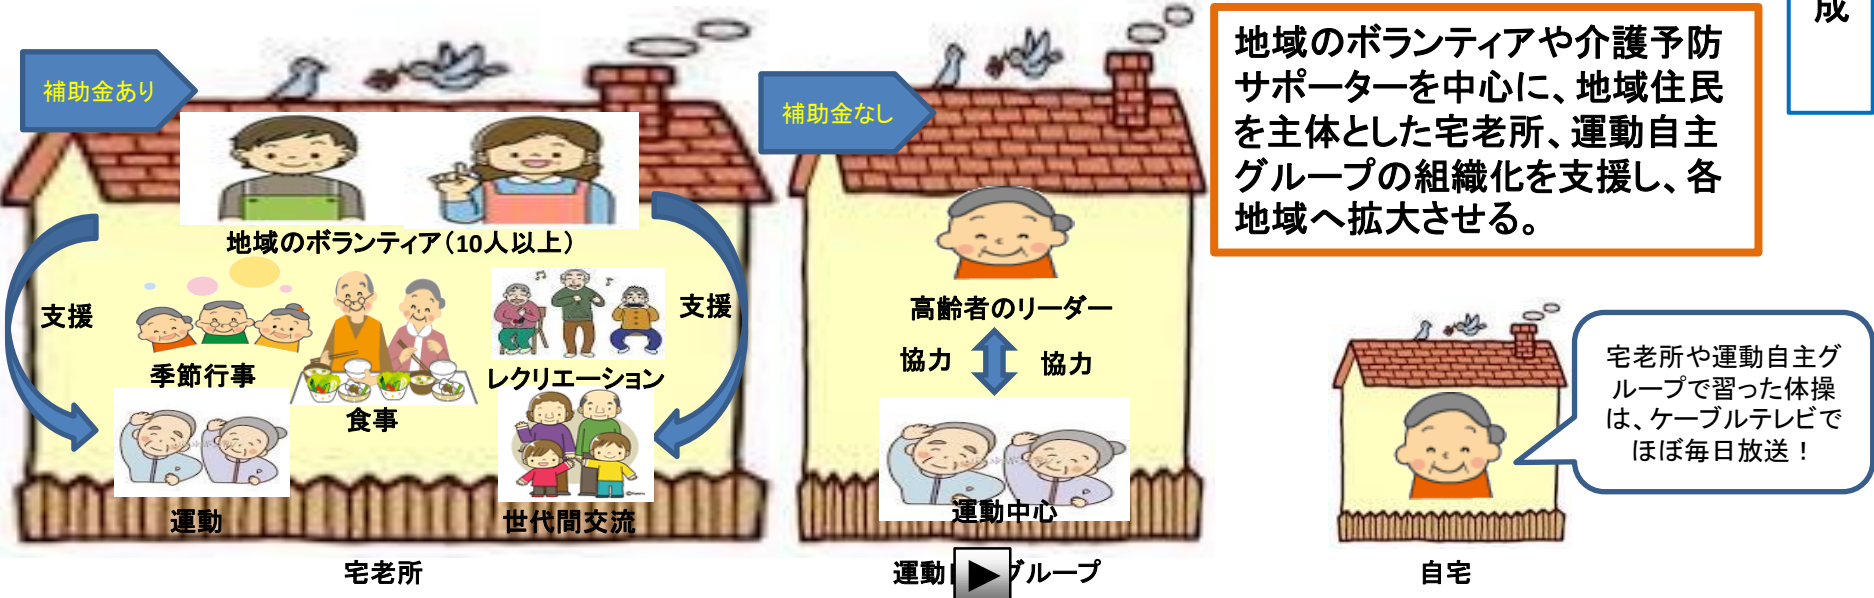 成
補助金あり
補助金なし
地域のボランティアや介護予防
サポーターを中心に、地域住民
を主体とした宅老所、運動自主
グループの組織化を支援し、各
地域へ拡大させる。
地域のボランティア(10人以上)
支援
支援
季節行事
食事
レクリエーション
運動
世代間交流
宅老所
高齢者のリーダー
協力
協力
運動中心
運動
グループ
宅老所や運動自主グ
ループで習った体操
は、ケーブルテレビで
ほぼ毎日放送！
自宅